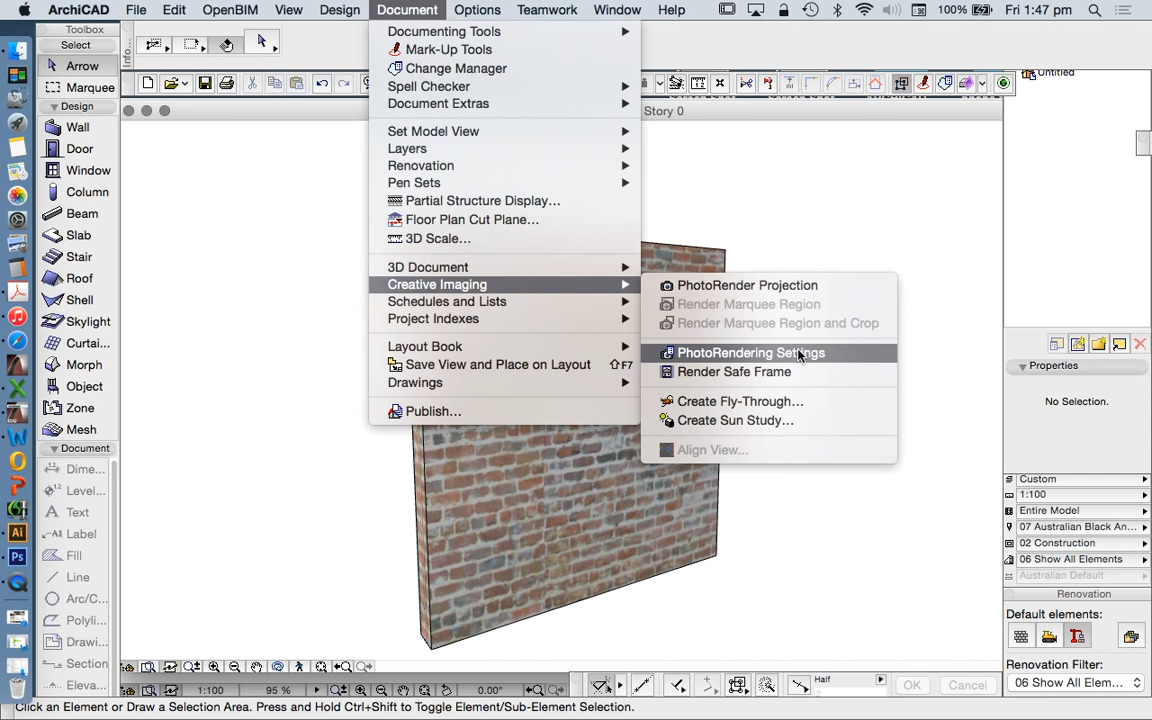 ArchiCAD File Edit OpenBIM View Design Document Options Teamwork Window Help 100% Fri 1:47 pm
Toolbox
Select
Arrow
Marquee
Design
Wall
Door
Window
Column
Beam
Slab
Stair
Roof
Shell
Skylight
Curtai...
Morph
Object
Zone
Mesh
Document
Dime...
Level...
Text
Label
Fill
Line
Arc/C...
Polyli...
Drawi...
Section
Eleva...
Info...
Documenting Tools
Mark-Up Tools
Change Manager
Spell Checker
Document Extras
Set Model View
Layers
Renovation
Pen Sets
Partial Structure Display...
Floor Plan Cut Plane...
3D Scale...
3D Document
Creative Imaging
Schedules and Lists
Project Indexes
Layout Book
Save View and Place on Layout ⇧F7
Drawings
Publish...
PhotoRender Projection
Render Marquee Region
Render Marquee Region and Crop
PhotoRendering Settings
Render Safe Frame
Create Fly-Through...
Create Sun Study...
Align View...
Story 0
Untitled
Properties
No Selection.
Custom
1:100
Entire Model
07 Australian Black An...
02 Construction
06 Show All Elements
Australian Default
Renovation
Default elements:
Renovation Filter:
06 Show All Elem...
1:100 95 % 0.00° Half 2 OK Cancel
Click an Element or Draw a Selection Area. Press and Hold Ctrl+Shift to Toggle Element/Sub-Element Selection.